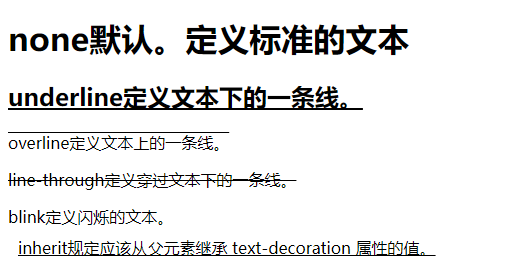 none默认。定义标准的文本
underline定义文本下的一条线。
overline定义文本上的一条线。
line-through定义穿过文本下的一条线。
blink定义闪烁的文本。
inherit规定应该从父元素继承 text-decoration 属性的值。